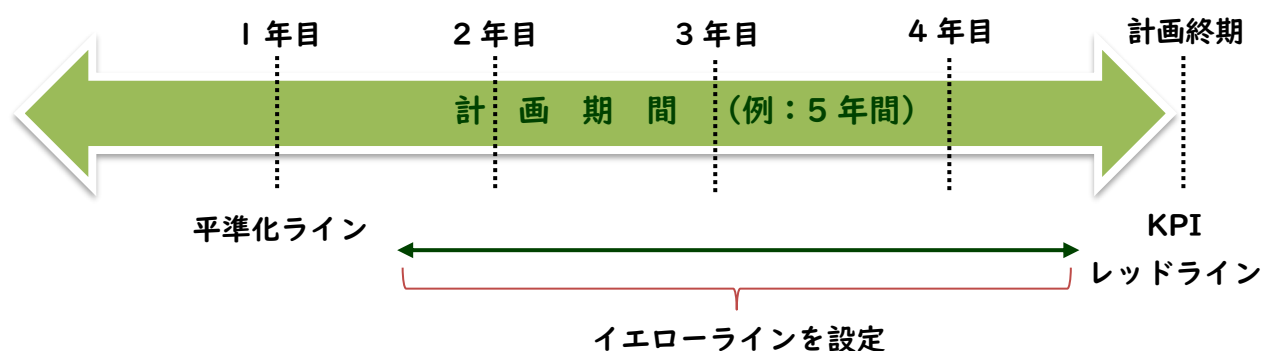 1年目 2年目 3年目 4年目 計画終期
計画期間（例：5年間）
平準化ライン KPI
レッドライン
イエローラインを設定